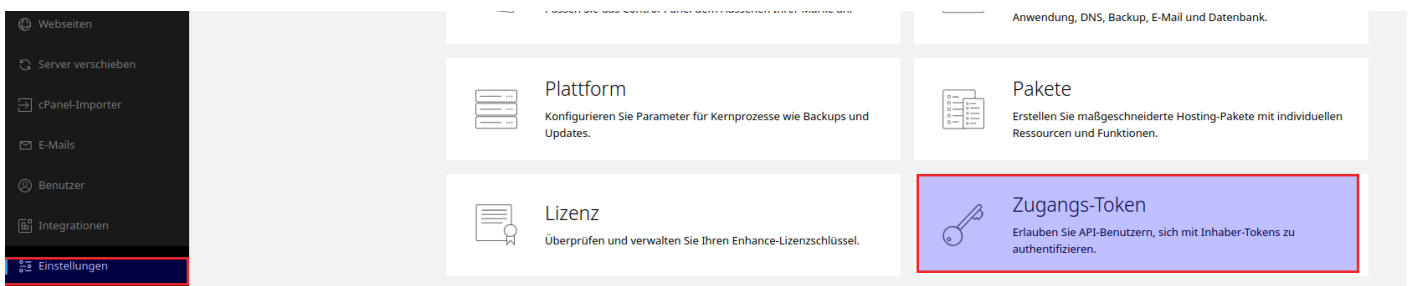 Webseiten
Server verschieben
cPanel-Importer
E-Mails
Benutzer
Integrationen
Einstellungen
Anwendung, DNS, Backup, E-Mail und Datenbank.
Plattform
Konfigurieren Sie Parameter für Kernprozesse wie Backups und
Updates.
Pakete
Erstellen Sie maßgeschneiderte Hosting-Pakete mit individuellen
Ressourcen und Funktionen.
Lizenz
Überprüfen und verwalten Sie Ihren Enhance-Lizenzschlüssel.
Zugangs-Token
Erlauben Sie API-Benutzern, sich mit Inhaber-Tokens zu
authentifizieren.